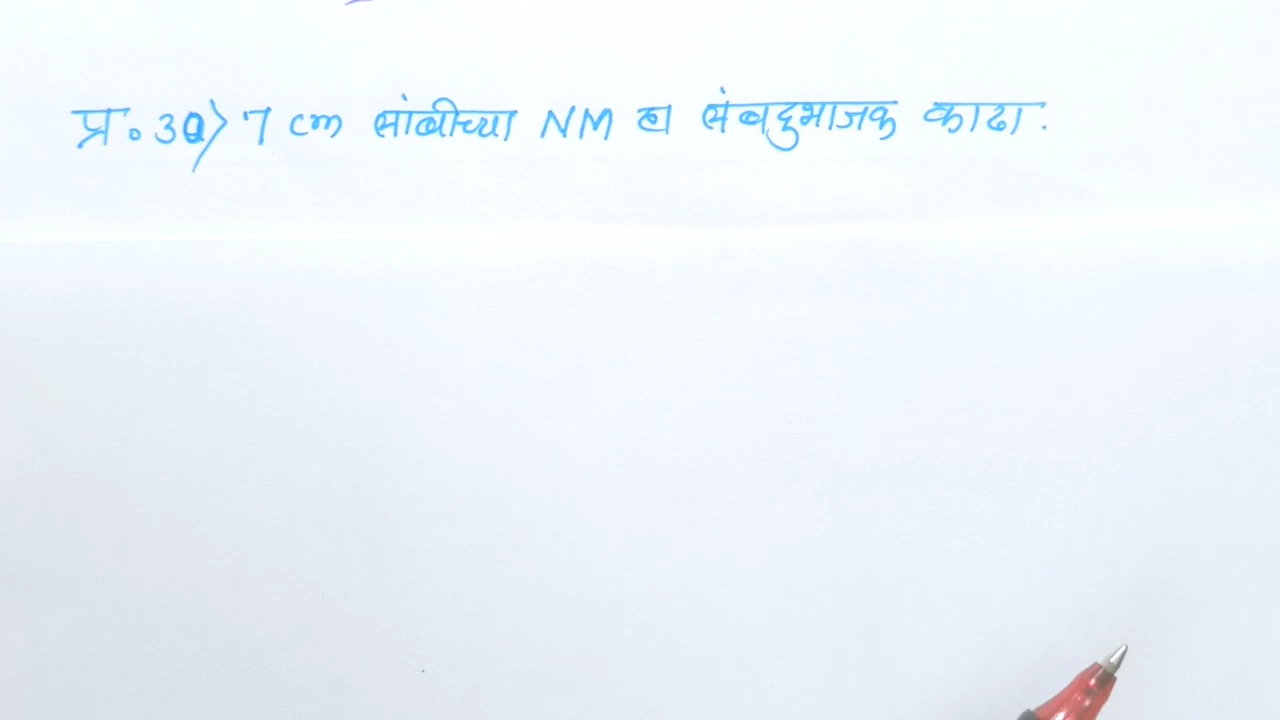 प्र. 30) 7 cm लांबीच्या NM चा लंबदुभाजक काढा.